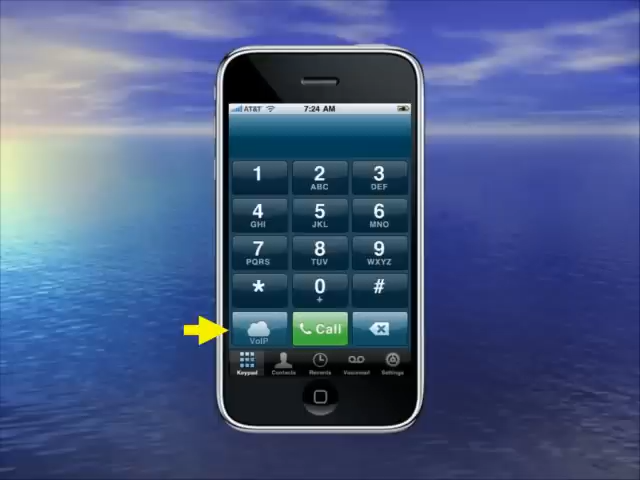 AT&T 7:24 AM
1 2 3
ABC DEF
4 5 6
GHI JKL MNO
7 8 9
PQRS TUV WXYZ
* 0 #
+
VoIP Call
Keypad Contacts Recents Voicemail Settings